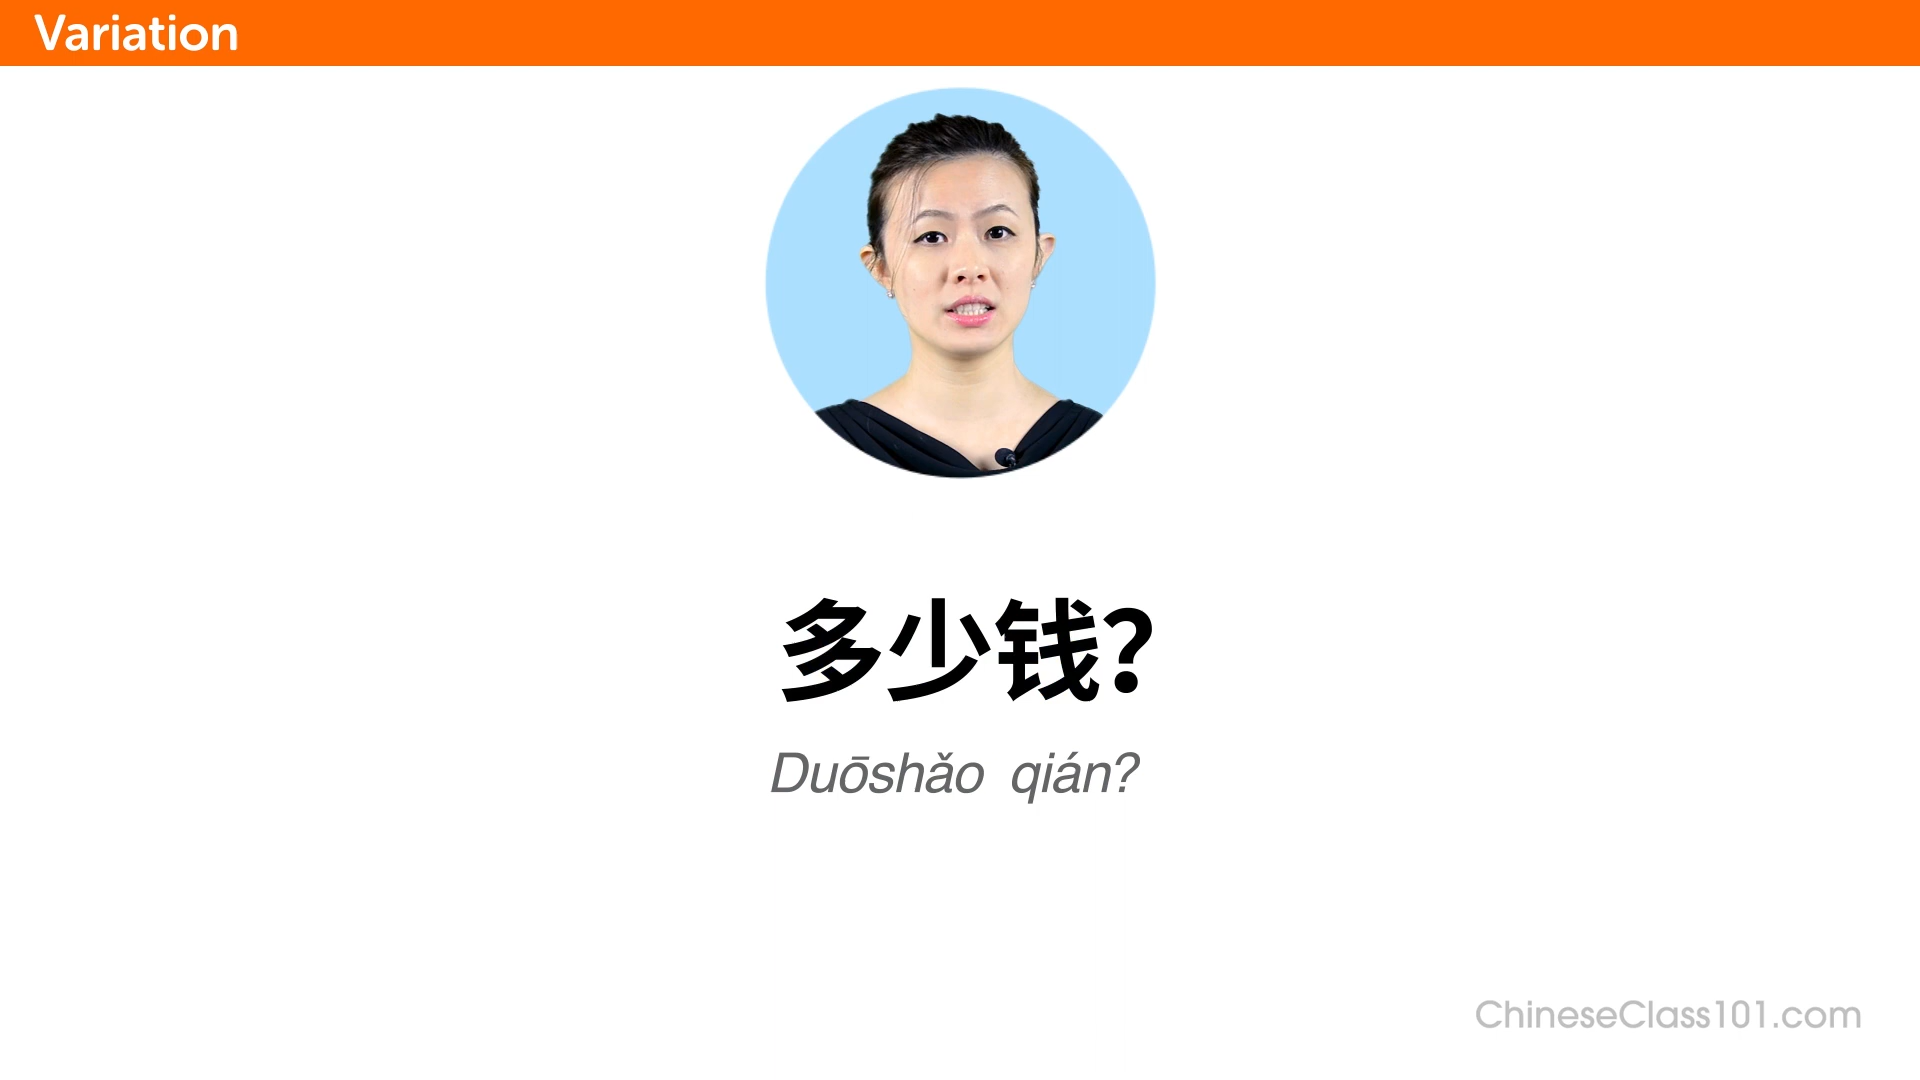 Variation
多少钱?
Duōshǎo qián?
ChineseClass101.com